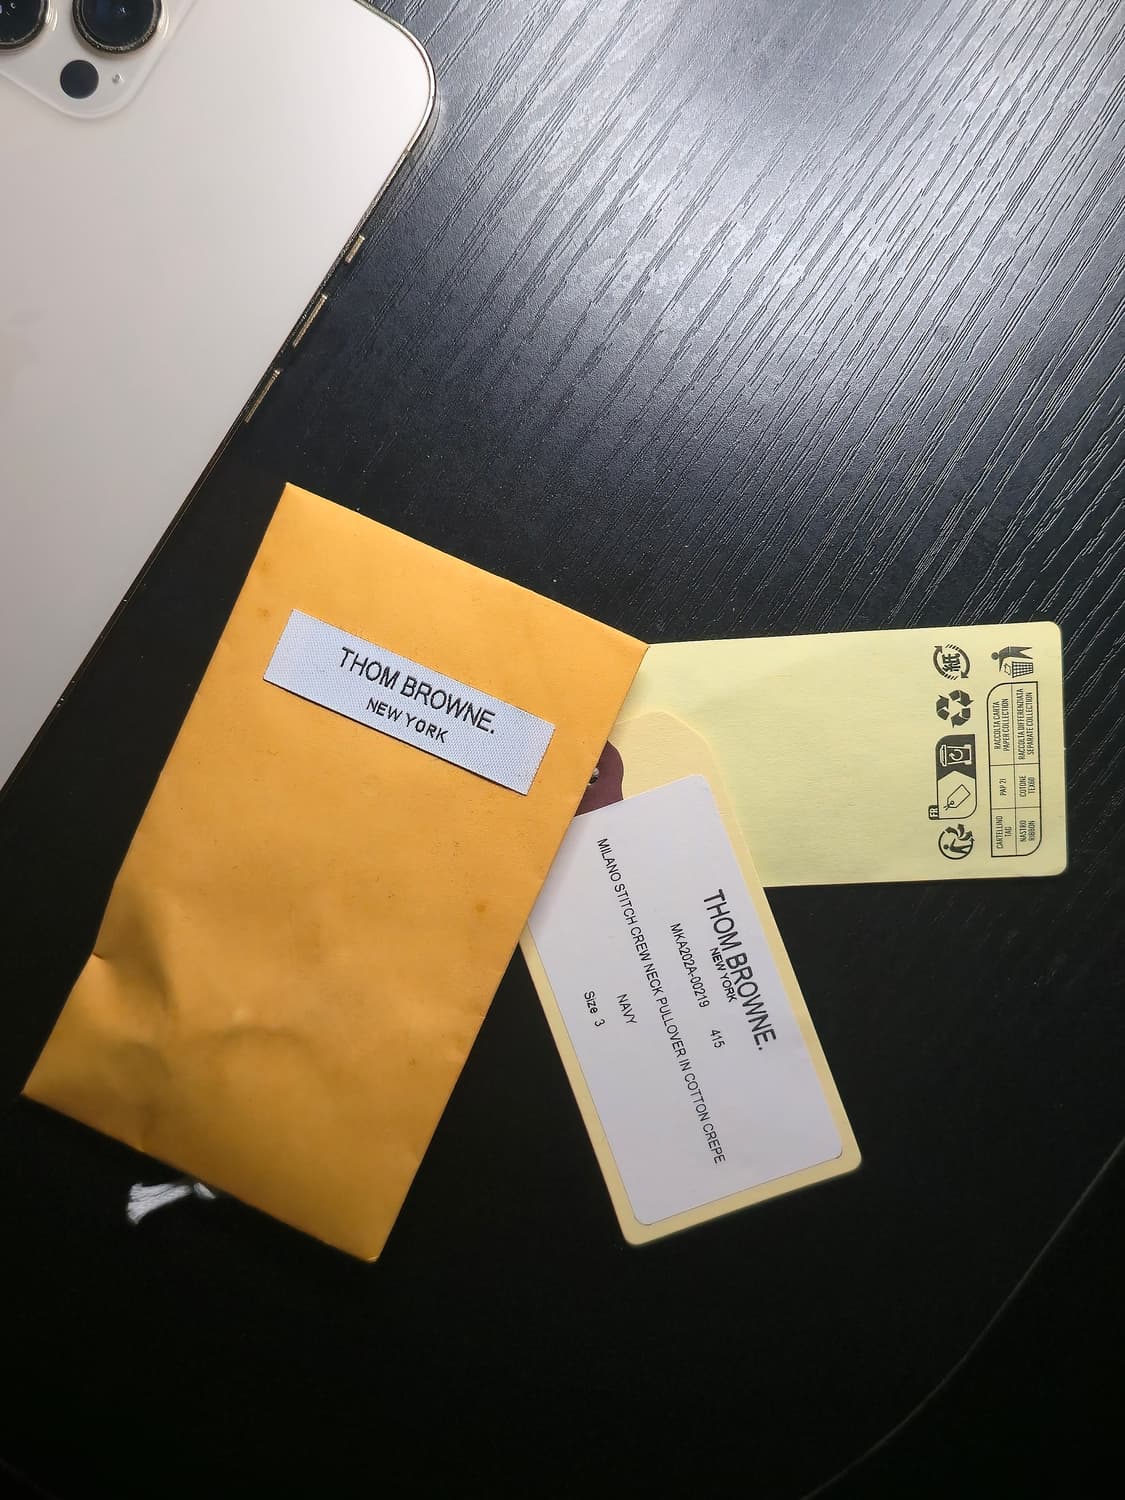 THOM BROWNE.
NEW YORK
THOM BROWNE.
NEW YORK
MKA202A-00219 415
MILANO STITCH CREW NECK PULLOVER IN COTTON CREPE
NAVY
Size 3
紙
FR
CARTELLINO
TAG
PAP 21
RACCOLTA CARTA
PAPER COLLECTION
NASTRO
RIBBON
COTONE
TEX60
RACCOLTA DIFFERENZIATA
SEPARATE COLLECTION